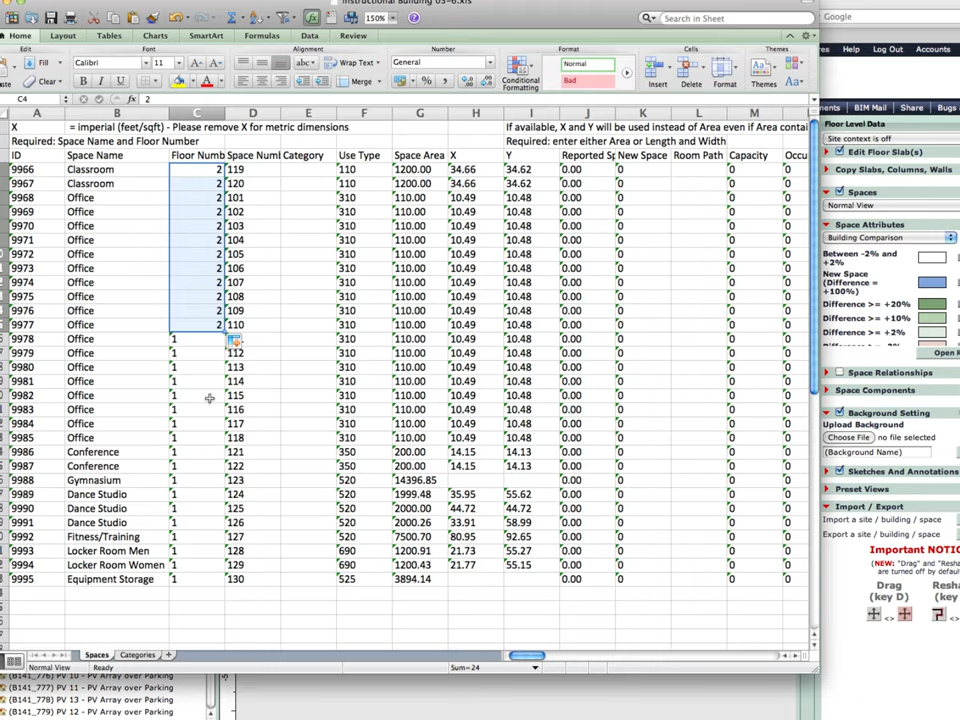 Instructional Building 03-6.xls
150%
Search in Sheet
Google
Home Layout Tables Charts SmartArt Formulas Data Review
Help Log Out Accounts
Edit Font Alignment Number Format Cells Themes
Fill Calibri 11 abc Wrap Text General Normal
Clear B I U Merge Conditional Formatting Bad Insert Delete Format Themes Aa
BIM Mail Share Bugs
C4 2
Floor Level Data
Site context is off
Edit Floor Slab(s)
Copy Slabs, Columns, Walls
Spaces
Normal View
Space Attributes
Building Comparison
Between -2% and +2%
New Space (Difference = +100%)
Difference >= +20%
Difference >= +10%
Difference >= +2%
Open R
Space Relationships
Space Components
Background Setting
Upload Background
Choose File no file selected
(Background Name)
Sketches And Annotations
Preset Views
Import / Export
Import a site / building / space
Export a site / building / space
Important NOTIC
(NEW: "Drag" and "Resha
are turned off by defau
Drag (key D) Resh (key
<> <>
A B C D E F G H I J K L M
X = imperial (feet/sqft) - Please remove X for metric dimensions If available, X and Y will be used instead of Area even if Area contai
Required: Space Name and Floor Number Required: enter either Area or Length and Width
ID Space Name Floor Numb Space Numl Category Use Type Space Area X Y Reported Sp New Space Room Path Capacity Occu
9966 Classroom 2 119 110 1200.00 34.66 34.62 0.00 0 0 0
9967 Classroom 2 120 110 1200.00 34.66 34.62 0.00 0 0 0
9968 Office 2 101 310 110.00 10.49 10.48 0.00 0 0 0
9969 Office 2 102 310 110.00 10.49 10.48 0.00 0 0 0
9970 Office 2 103 310 110.00 10.49 10.48 0.00 0 0 0
9971 Office 2 104 310 110.00 10.49 10.48 0.00 0 0 0
9972 Office 2 105 310 110.00 10.49 10.48 0.00 0 0 0
9973 Office 2 106 310 110.00 10.49 10.48 0.00 0 0 0
9974 Office 2 107 310 110.00 10.49 10.48 0.00 0 0 0
9975 Office 2 108 310 110.00 10.49 10.48 0.00 0 0 0
9976 Office 2 109 310 110.00 10.49 10.48 0.00 0 0 0
9977 Office 2 110 310 110.00 10.49 10.48 0.00 0 0 0
9978 Office 1 310 110.00 10.49 10.48 0.00 0 0 0
9979 Office 1 112 310 110.00 10.49 10.48 0.00 0 0 0
9980 Office 1 113 310 110.00 10.49 10.48 0.00 0 0 0
9981 Office 1 114 310 110.00 10.49 10.48 0.00 0 0 0
9982 Office 1 115 310 110.00 10.49 10.48 0.00 0 0 0
9983 Office 1 116 310 110.00 10.49 10.48 0.00 0 0 0
9984 Office 1 117 310 110.00 10.49 10.48 0.00 0 0 0
9985 Office 1 118 310 110.00 10.49 10.48 0.00 0 0 0
9986 Conference 1 121 350 200.00 14.15 14.13 0.00 0 0 0
9987 Conference 1 122 350 200.00 14.15 14.13 0.00 0 0 0
9988 Gymnasium 1 123 520 14396.85 0.00 0 0 0
9989 Dance Studio 1 124 520 1999.48 35.95 55.62 0.00 0 0 0
9990 Dance Studio 1 125 520 2000.00 44.72 44.72 0.00 0 0 0
9991 Dance Studio 1 126 520 2000.26 33.91 58.99 0.00 0 0 0
9992 Fitness/Training 1 127 520 7500.70 80.95 92.65 0.00 0 0 0
9993 Locker Room Men 1 128 690 1200.91 21.73 55.27 0.00 0 0 0
9994 Locker Room Women 1 129 690 1200.43 21.77 55.15 0.00 0 0 0
9995 Equipment Storage 1 130 525 3894.14 0.00 0 0 0
Spaces Categories
Normal View Ready Sum=24
(B141_776) PV 10 - PV Array over Parking
(B141_777) PV 11 - PV Array over Parking
(B141_778) PV 13 - PV Array over Parking
(B141_779) PV 12 - PV Array over Parking